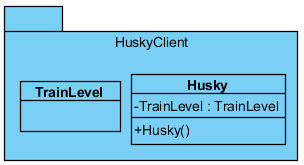 HuskyClient
TrainLevel
Husky
-TrainLevel : TrainLevel
+Husky()